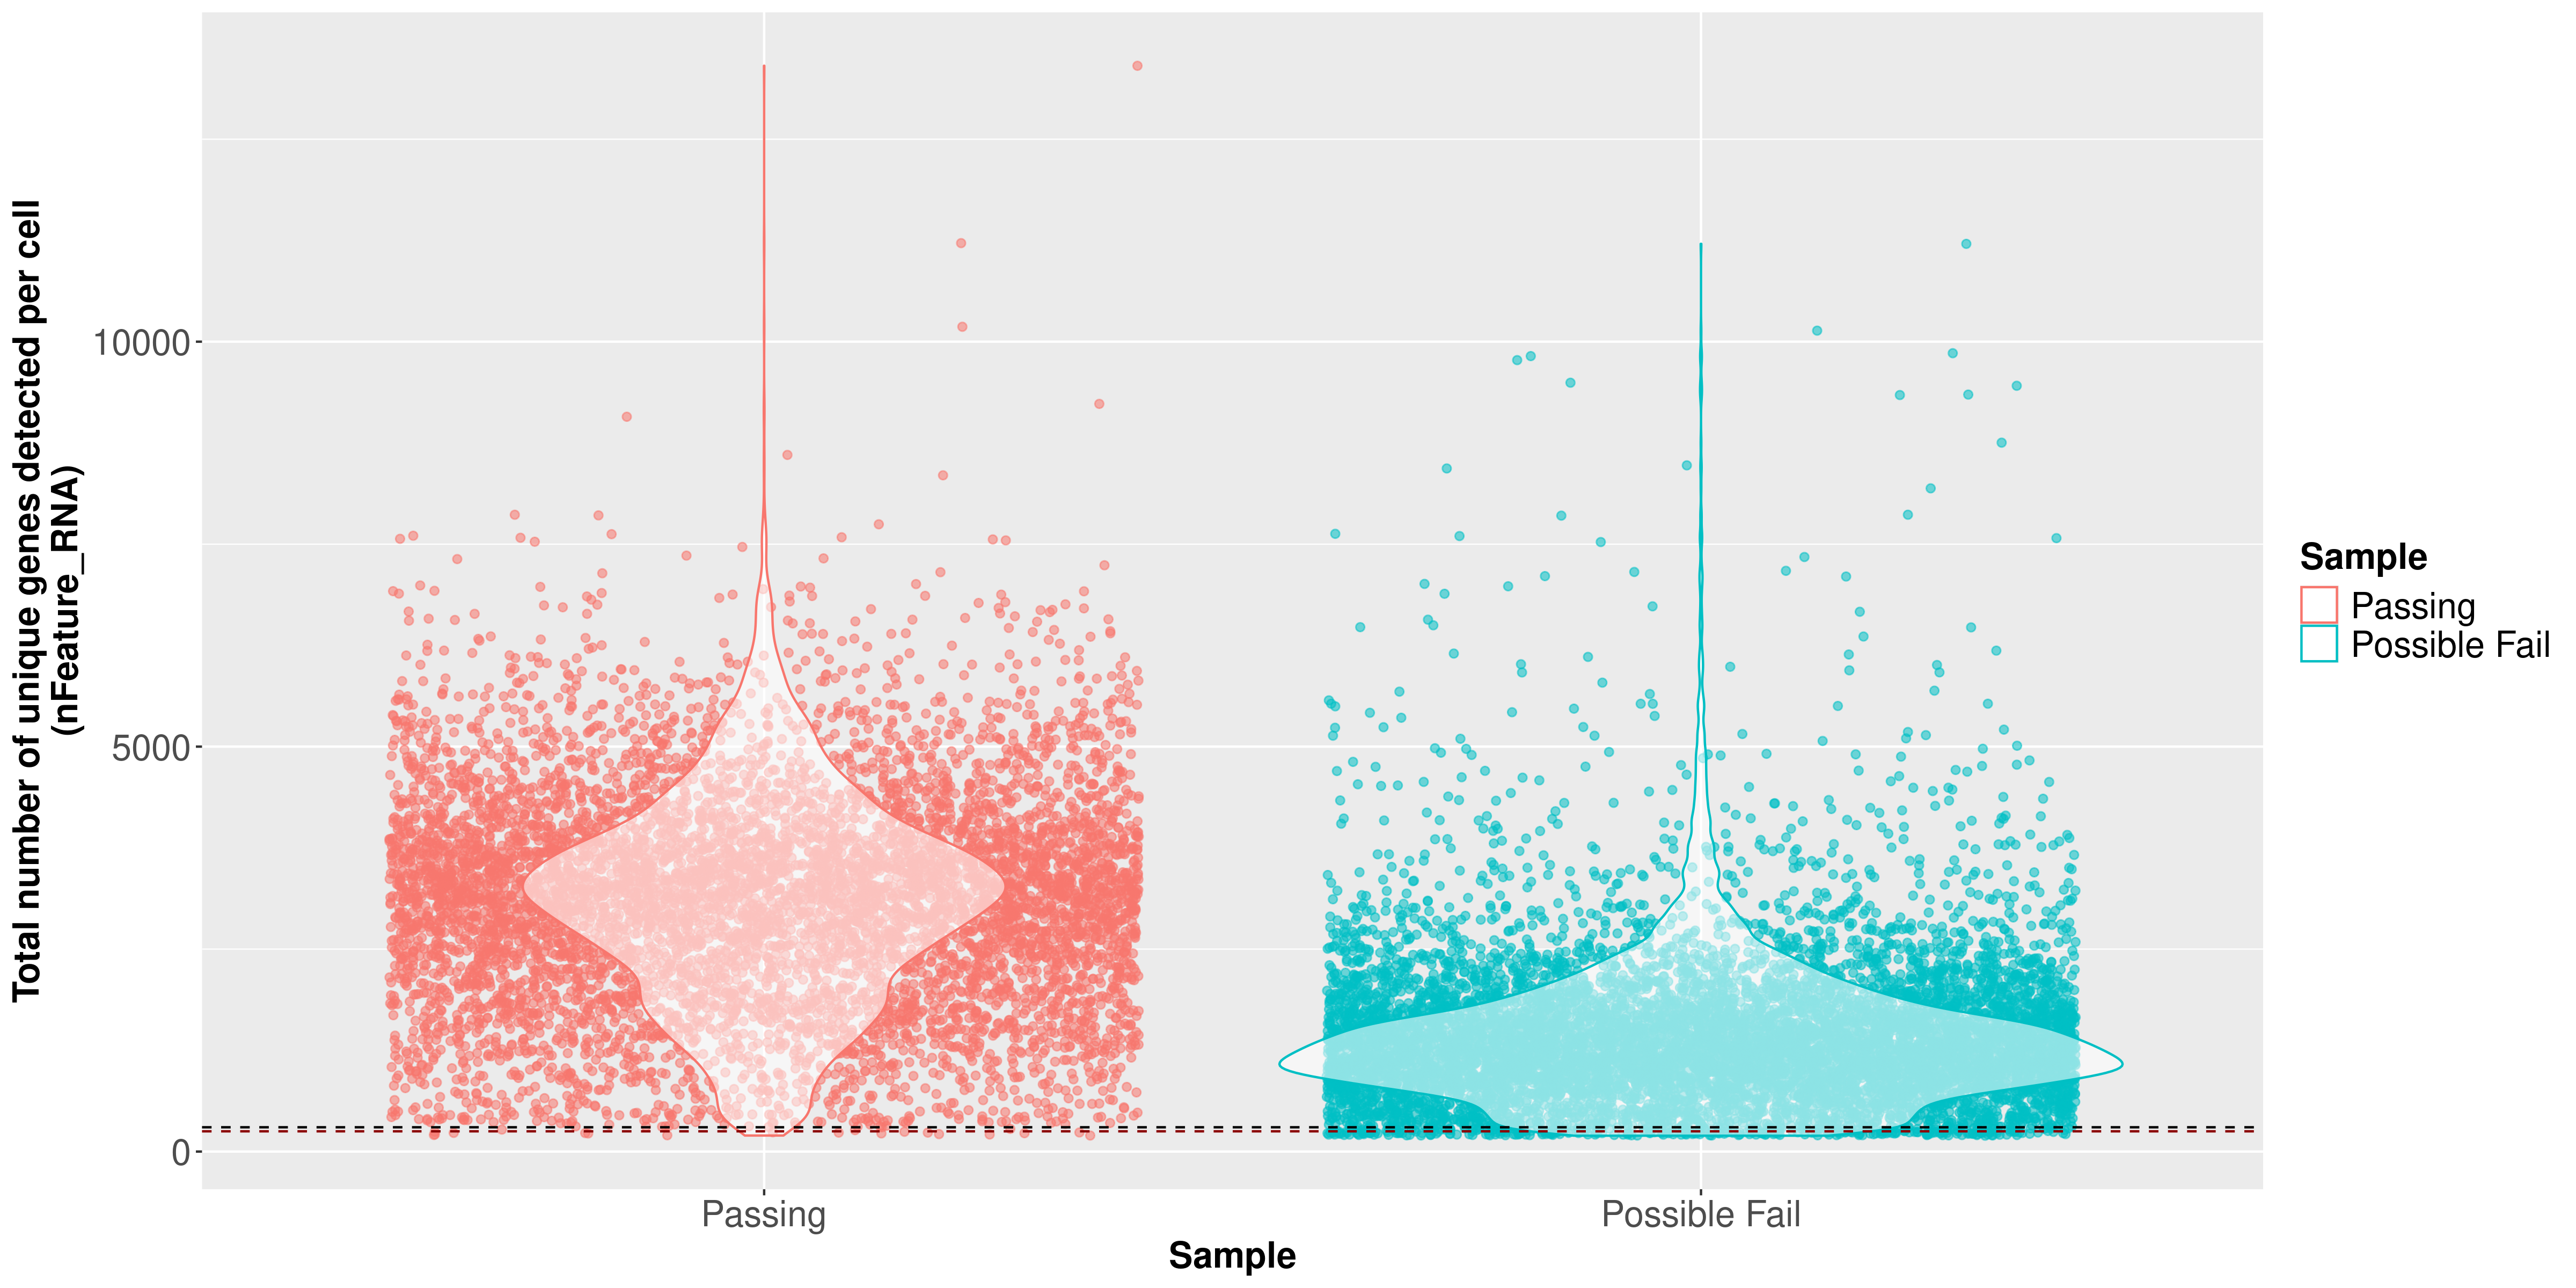 Total number of unique genes detected per cell
(nFeature_RNA)
10000
5000
0
Passing
Possible Fail
Sample
Sample
Passing
Possible Fail